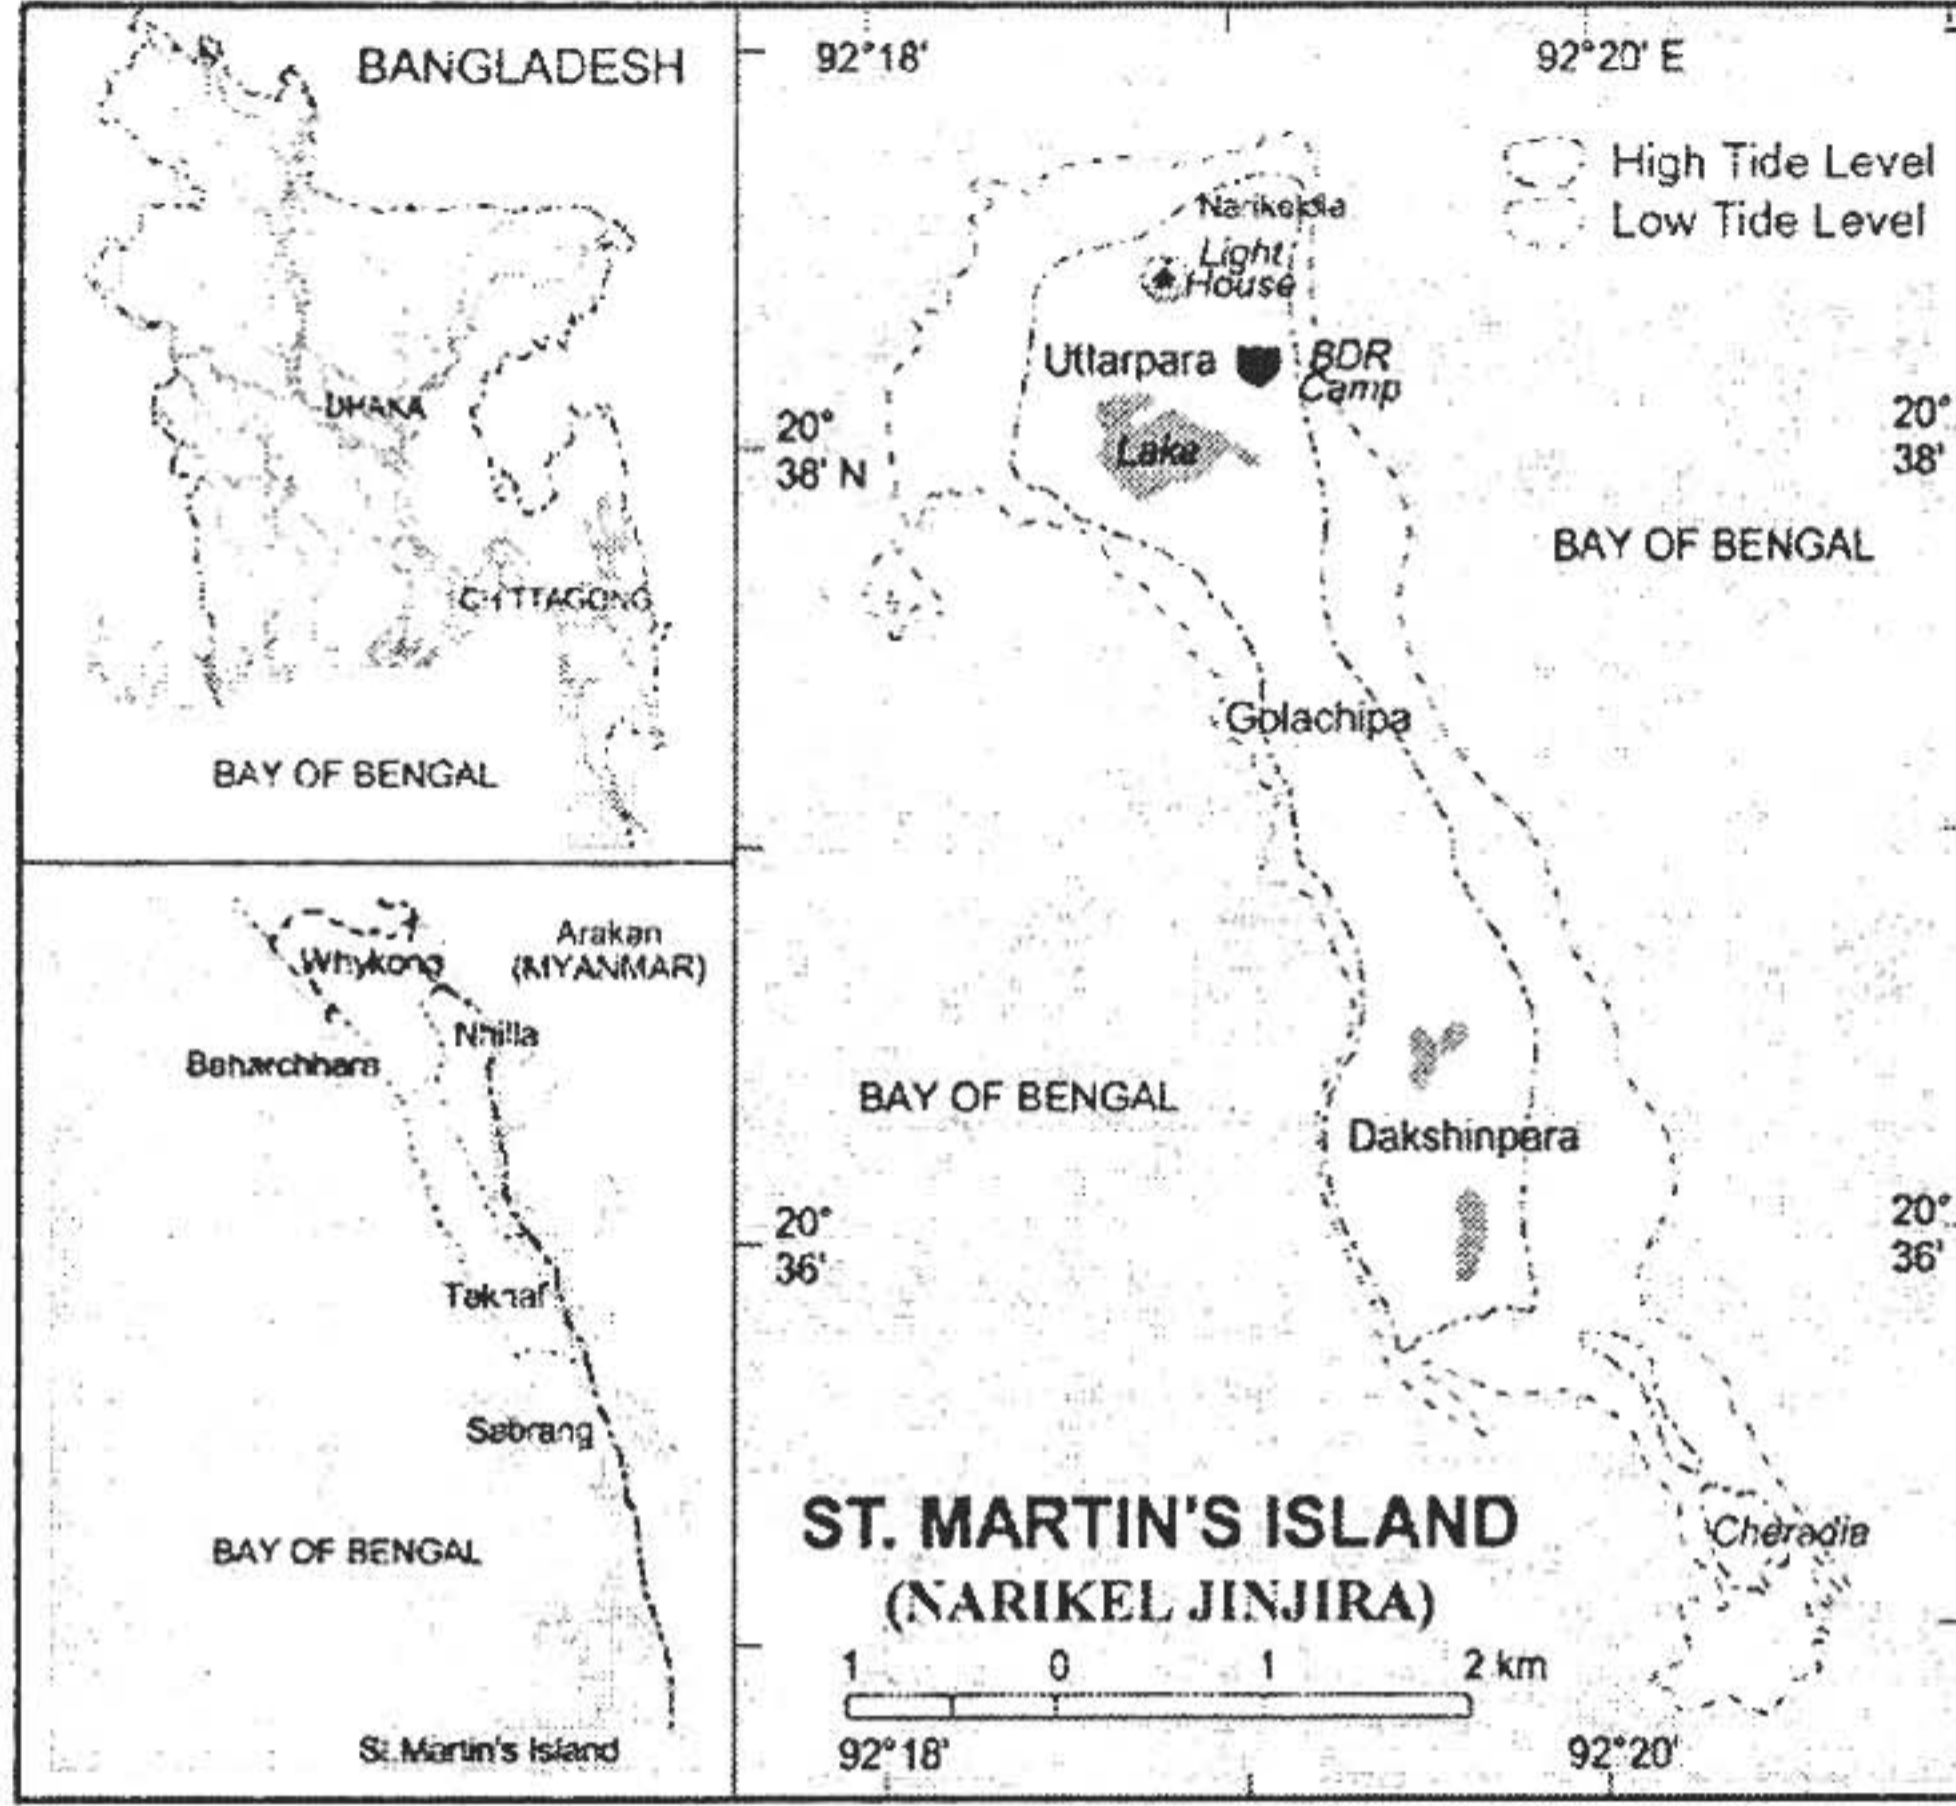 BANGLADESH
DHAKA
CHITTAGONG
BAY OF BENGAL
Arakan
(MYANMAR)
Whykong
Nhilla
Baharchhara
Teknaf
Sabrang
BAY OF BENGAL
St.Martin's Island
92°18'
92°20' E
High Tide Level
Low Tide Level
Light
House
Uttarpara
BDR
Camp
20°
38' N
Lake
20°
38'
BAY OF BENGAL
Golachipa
BAY OF BENGAL
Dakshinpara
20°
36'
20°
36'
ST. MARTIN'S ISLAND
(NARIKEL JINJIRA)
Cheradia
1 0 1 2 km
92°18'
92°20'